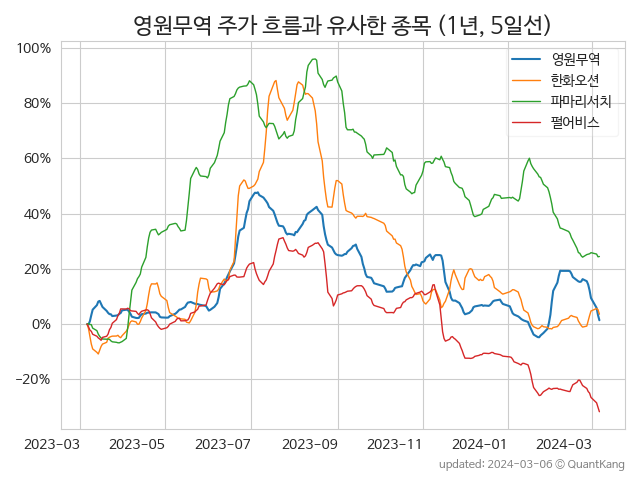 영원무역 주가 흐름과 유사한 종목 (1년, 5일선)
100%
80%
60%
40%
20%
0%
−20%
영원무역
한화오션
파마리서치
펄어비스
2023-03
2023-05
2023-07
2023-09
2023-11
2024-01
2024-03
updated: 2024-03-06 © QuantKang